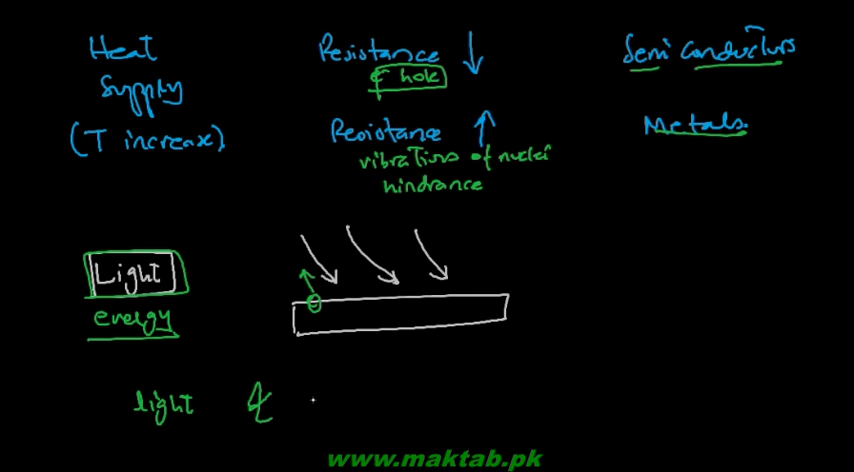 Heat
Supply
(T increase)
Resistance ↓
hole
Resistance ↑
vibrations of nuclei
hindrance
Semi Conductors
Metals.
Light
energy
light &
www.maktab.pk